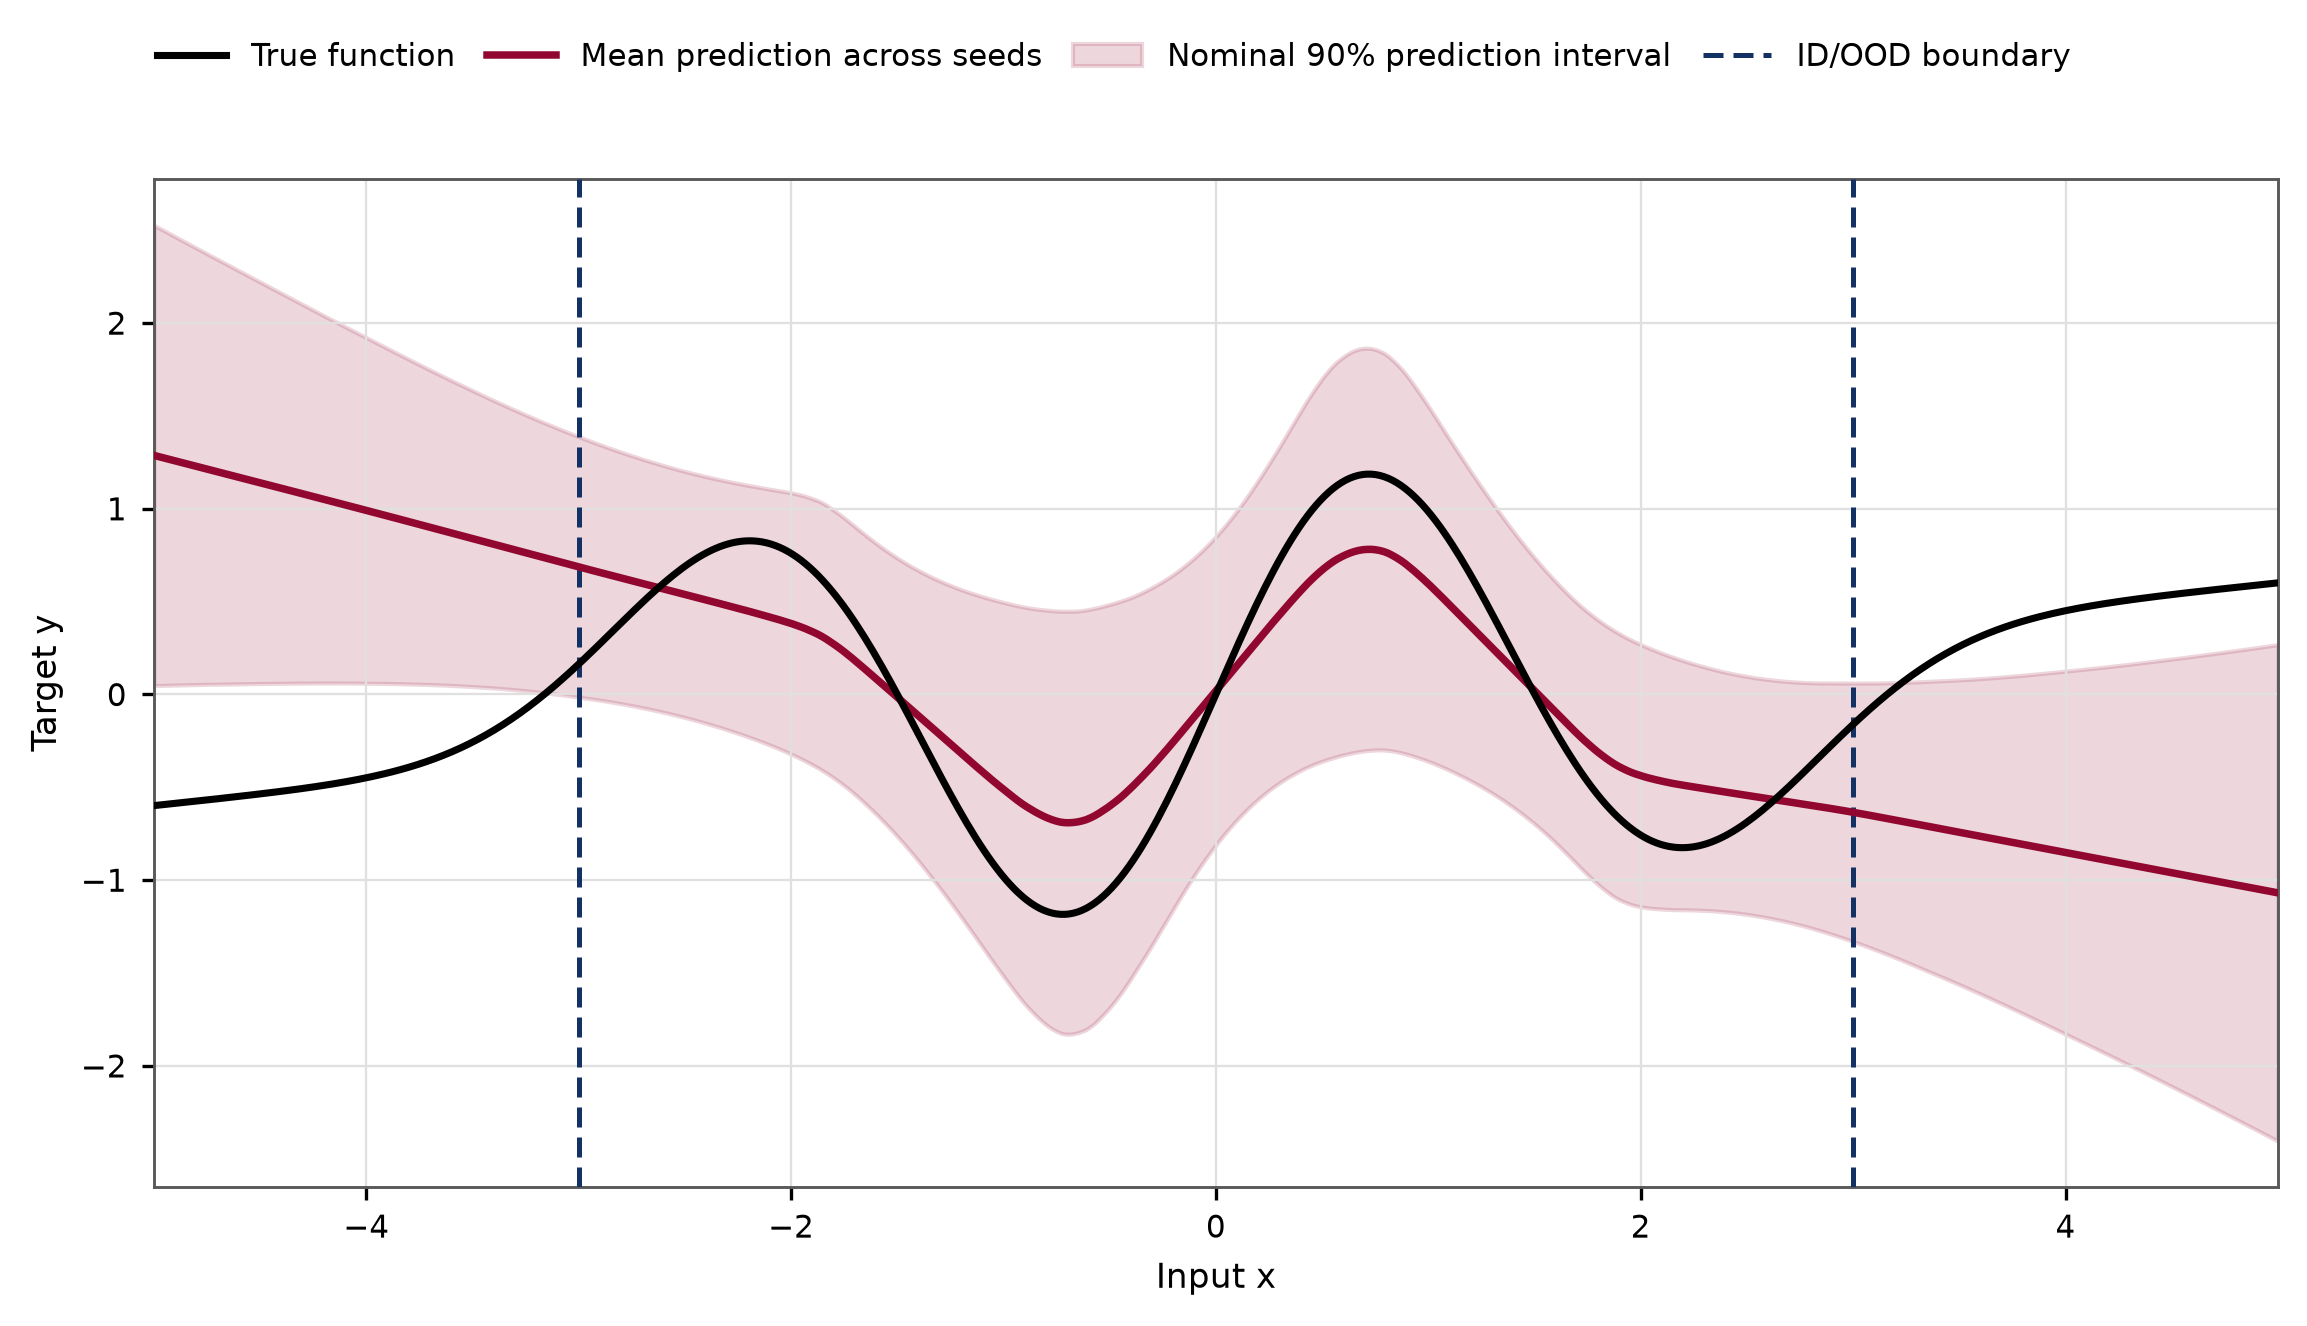 True function
Mean prediction across seeds
Nominal 90% prediction interval
ID/OOD boundary
2
1
0
−1
−2
Target y
−4
−2
0
2
4
Input x